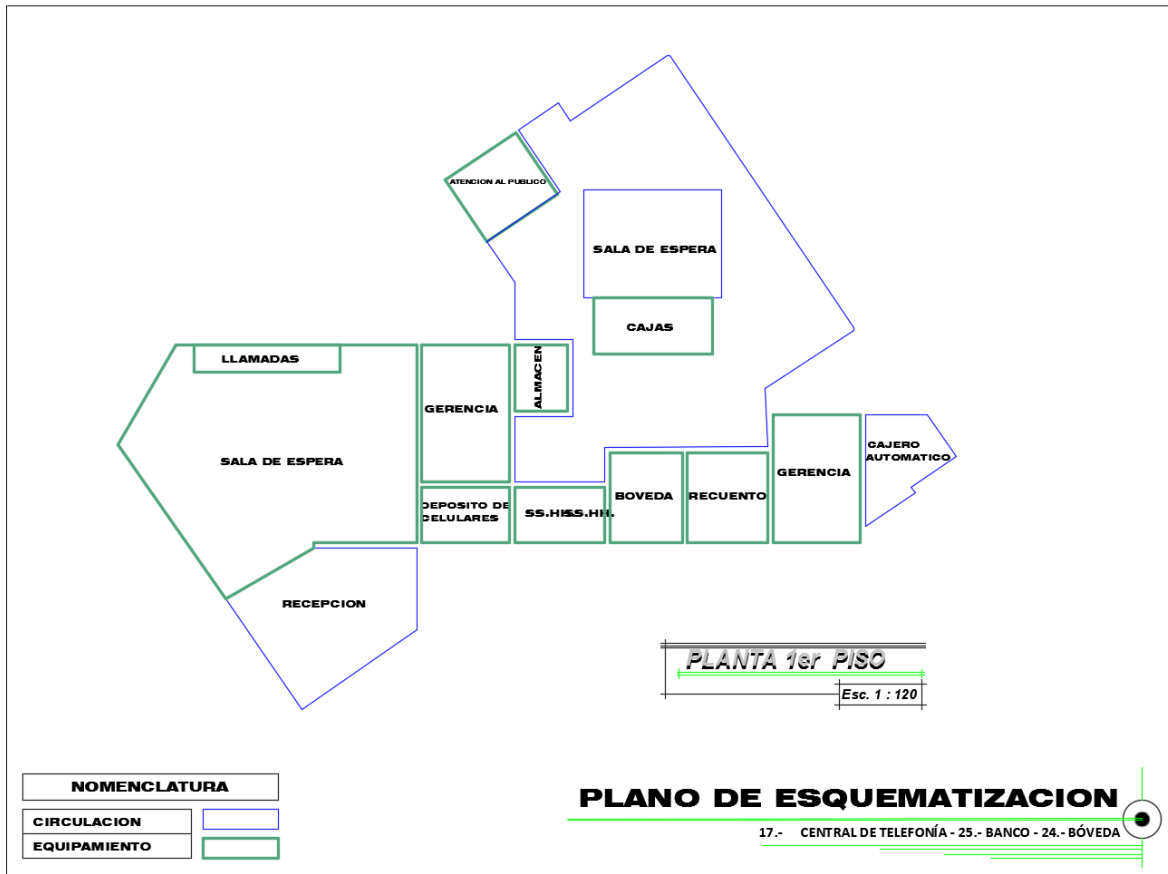 ATENCION AL PUBLICO
SALA DE ESPERA
CAJAS
LLAMADAS
ALMACEN
GERENCIA
SALA DE ESPERA
CAJERO
AUTOMATICO
GERENCIA
BOVEDA
RECUENTO
DEPOSITO DE
CELULARES
SS.HH.
SS.HH.
RECEPCION
PLANTA 1er PISO
Esc. 1 : 120
NOMENCLATURA
CIRCULACION
EQUIPAMIENTO
PLANO DE ESQUEMATIZACION
17.- CENTRAL DE TELEFONÍA - 25.- BANCO - 24.- BÓVEDA